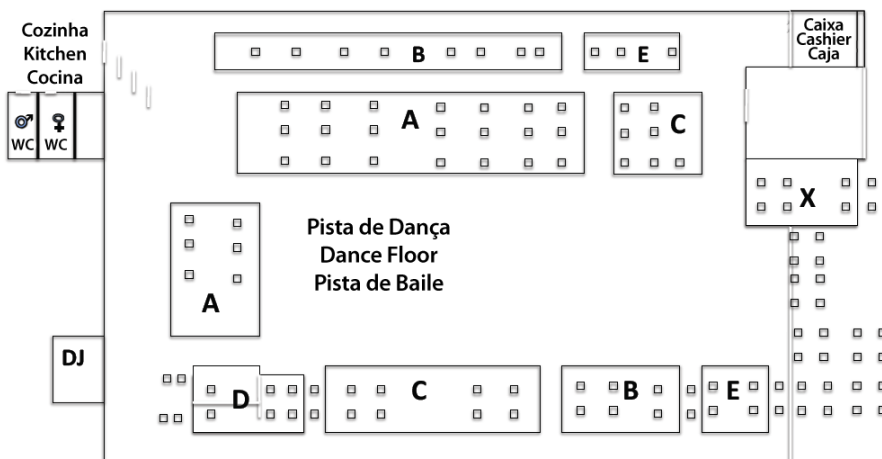 Cozinha
Kitchen
Cocina
Caixa
Cashier
Caja
B
E
A
C
WC
WC
X
Pista de Dança
Dance Floor
Pista de Baile
A
DJ
D
C
B
E